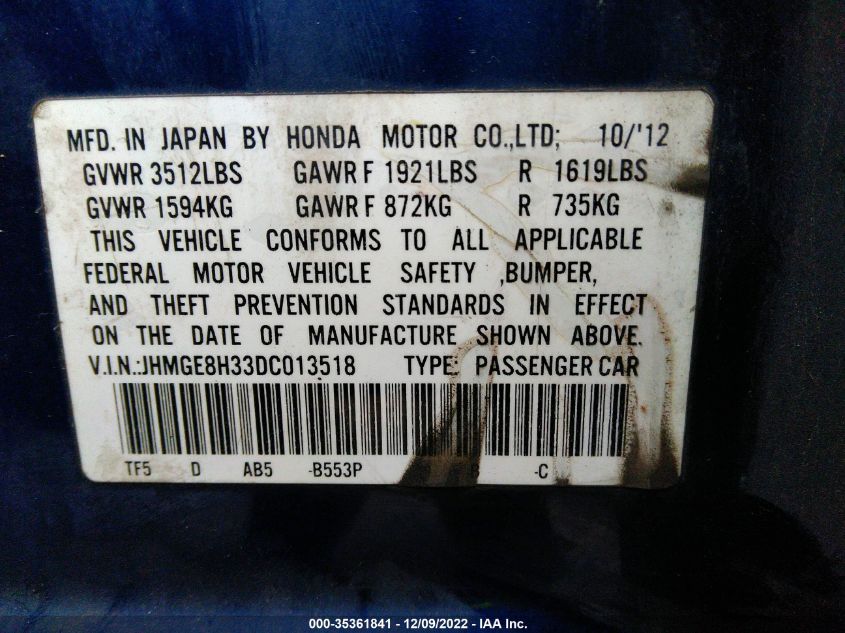 MFD. IN JAPAN BY HONDA MOTOR CO.,LTD; 10/'12
GVWR 3512LBS GAWR F 1921LBS R 1619LBS
GVWR 1594KG GAWR F 872KG R 735KG
THIS VEHICLE CONFORMS TO ALL APPLICABLE
FEDERAL MOTOR VEHICLE SAFETY ,BUMPER,
AND THEFT PREVENTION STANDARDS IN EFFECT
ON THE DATE OF MANUFACTURE SHOWN ABOVE.
V.I.N.:JHMGE8H33DC013518 TYPE: PASSENGER CAR
TF5 D AB5 -B553P -C
000-35361841 - 12/09/2022 - IAA Inc.